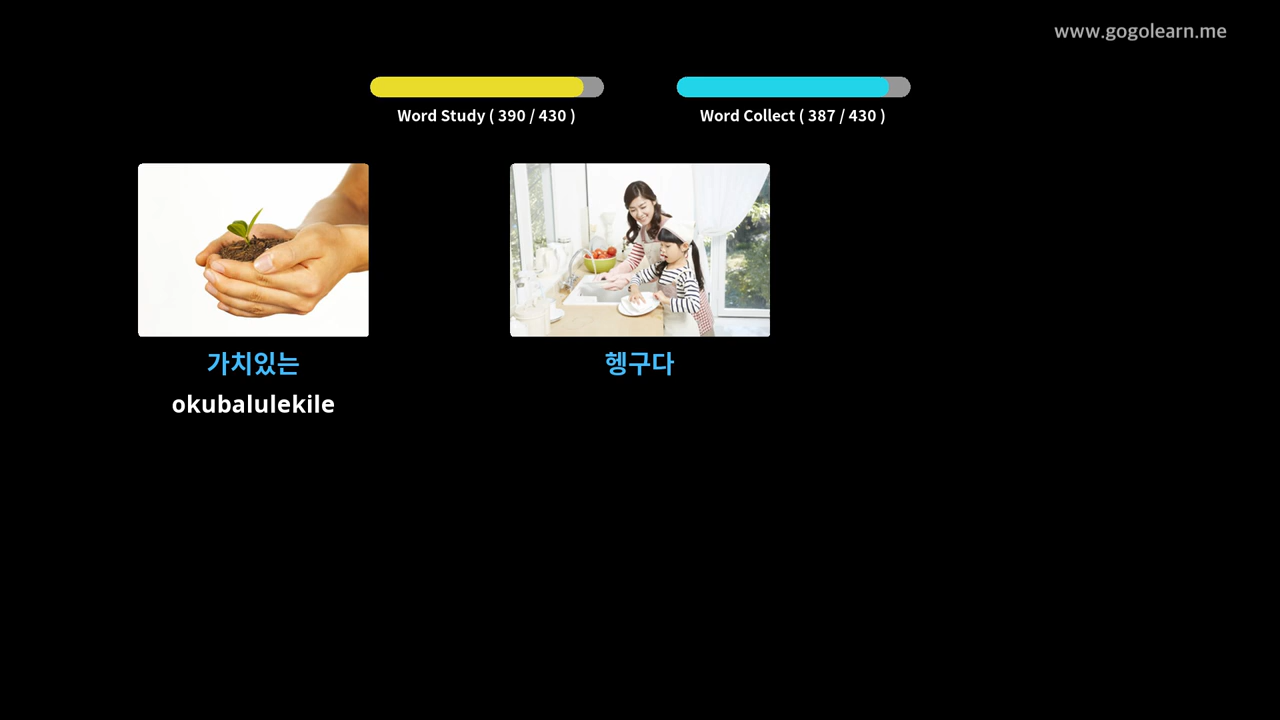 www.gogolearn.me
Word Study ( 390 / 430 )
Word Collect ( 387 / 430 )
가치있는
okubalulekile
헹구다